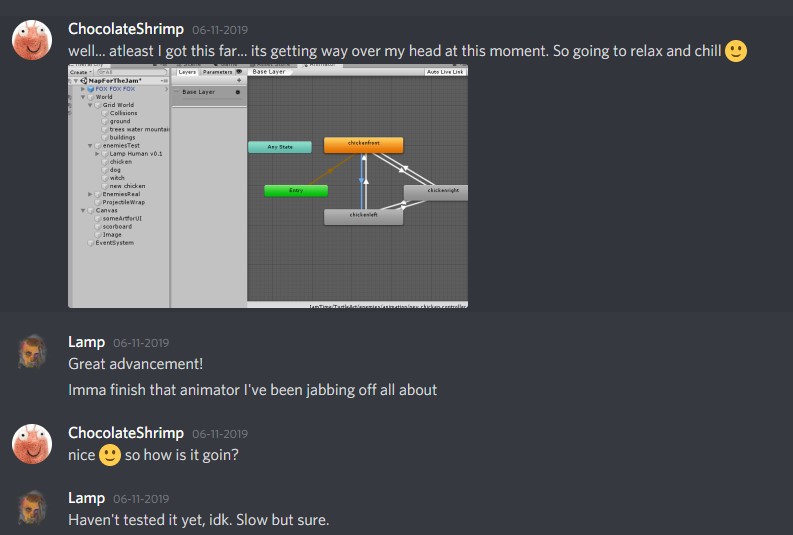 ChocolateShrimp 06-11-2019
well... atleast I got this far... its getting way over my head at this moment. So going to relax and chill
Create
All
Layers Parameters
Base Layer
Auto Live Link
MapForTheJam*
FOX FOX FOX
World
Grid World
Collisions
ground
trees water mountain
buildings
enemiesTest
Lamp Human v0.1
chicken
dog
witch
new chicken
EnemiesReal
ProjectileWrap
Canvas
someArtforUI
scorboard
Image
EventSystem
Base Layer
Any State
chickenfront
Entry
chickenright
chickenleft
Lamp 06-11-2019
Great advancement!
Imma finish that animator I've been jabbing off all about
ChocolateShrimp 06-11-2019
nice 🙂 so how is it goin?
Lamp 06-11-2019
Haven't tested it yet, idk. Slow but sure.